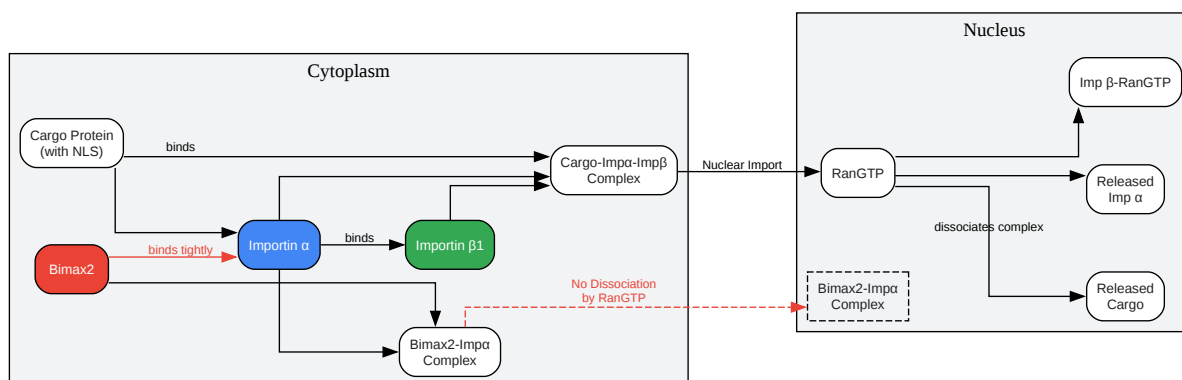 Nucleus
Cytoplasm
Imp β-RanGTP
Cargo Protein
(with NLS)
binds
Cargo-Impα-Impβ
Complex
Nuclear Import
RanGTP
Released
Imp α
dissociates complex
Importin α
binds
Importin β1
Bimax2
binds tightly
No Dissociation
by RanGTP
Bimax2-Impα
Complex
Released
Cargo
Bimax2-Impα
Complex